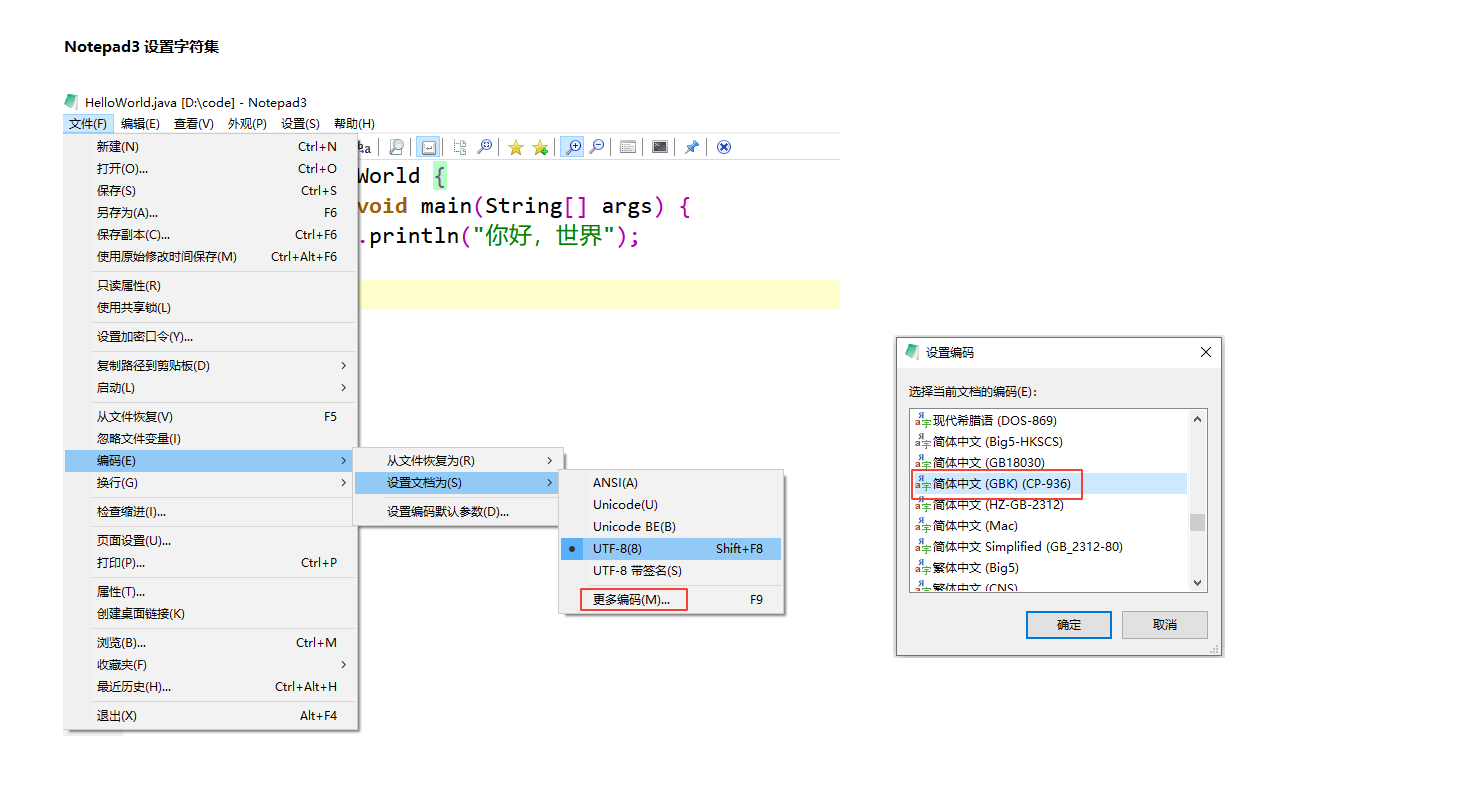 Notepad3 设置字符集
HelloWorld.java [D:\code] - Notepad3
文件(F) 编辑(E) 查看(V) 外观(P) 设置(S) 帮助(H)
新建(N) Ctrl+N
打开(O)... Ctrl+O
保存(S) Ctrl+S
另存为(A)... F6
保存副本(C)... Ctrl+F6
使用原始修改时间保存(M) Ctrl+Alt+F6
只读属性(R)
使用共享锁(L)
设置加密口令(Y)...
复制路径到剪贴板(D)
启动(L)
从文件恢复(V) F5
忽略文件变量(I)
编码(E)
换行(G)
检查缩进(I)...
页面设置(U)...
打印(P)... Ctrl+P
属性(T)...
创建桌面链接(K)
浏览(B)... Ctrl+M
收藏夹(F)
最近历史(H)... Ctrl+Alt+H
退出(X) Alt+F4
World {
void main(String[] args) {
.println("你好，世界");
从文件恢复为(R)
设置文档为(S)
设置编码默认参数(D)...
ANSI(A)
Unicode(U)
Unicode BE(B)
UTF-8(8) Shift+F8
UTF-8 带签名(S)
更多编码(M)... F9
设置编码
选择当前文档的编码(E):
现代希腊语 (DOS-869)
简体中文 (Big5-HKSCS)
简体中文 (GB18030)
简体中文 (GBK) (CP-936)
简体中文 (HZ-GB-2312)
简体中文 (Mac)
简体中文 Simplified (GB_2312-80)
繁体中文 (Big5)
繁体中文 (CNS)
确定 取消